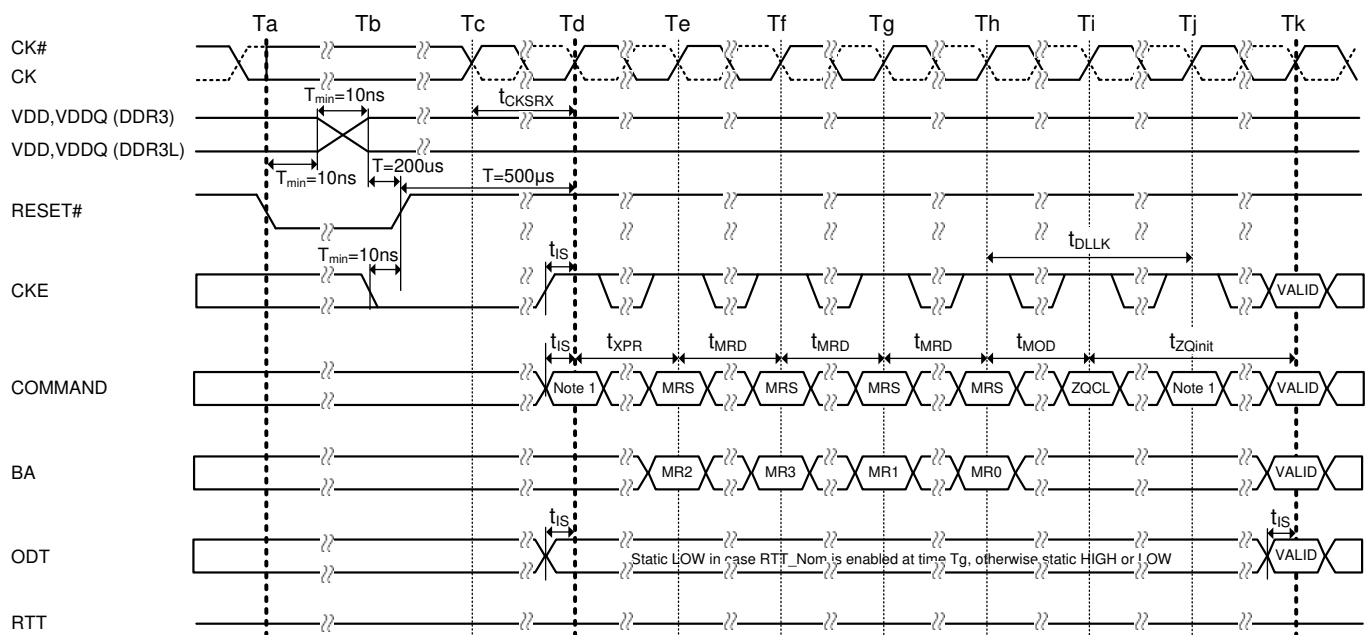 Ta Tb Tc Td Te Tf Tg Th Ti Tj Tk
CK#
CK
tCKSRX
Tmin=10ns
VDD,VDDQ (DDR3)
VDD,VDDQ (DDR3L)
Tmin=10ns
T=200us
T=500µs
RESET#
Tmin=10ns
tIS
tDLLK
CKE
VALID
tIS tXPR tMRD tMRD tMRD tMOD tZQinit
COMMAND Note 1 MRS MRS MRS MRS ZQCL Note 1 VALID
BA MR2 MR3 MR1 MR0 VALID
tIS tIS
ODT Static LOW in case RTT_Nom is enabled at time Tg, otherwise static HIGH or LOW VALID
RTT